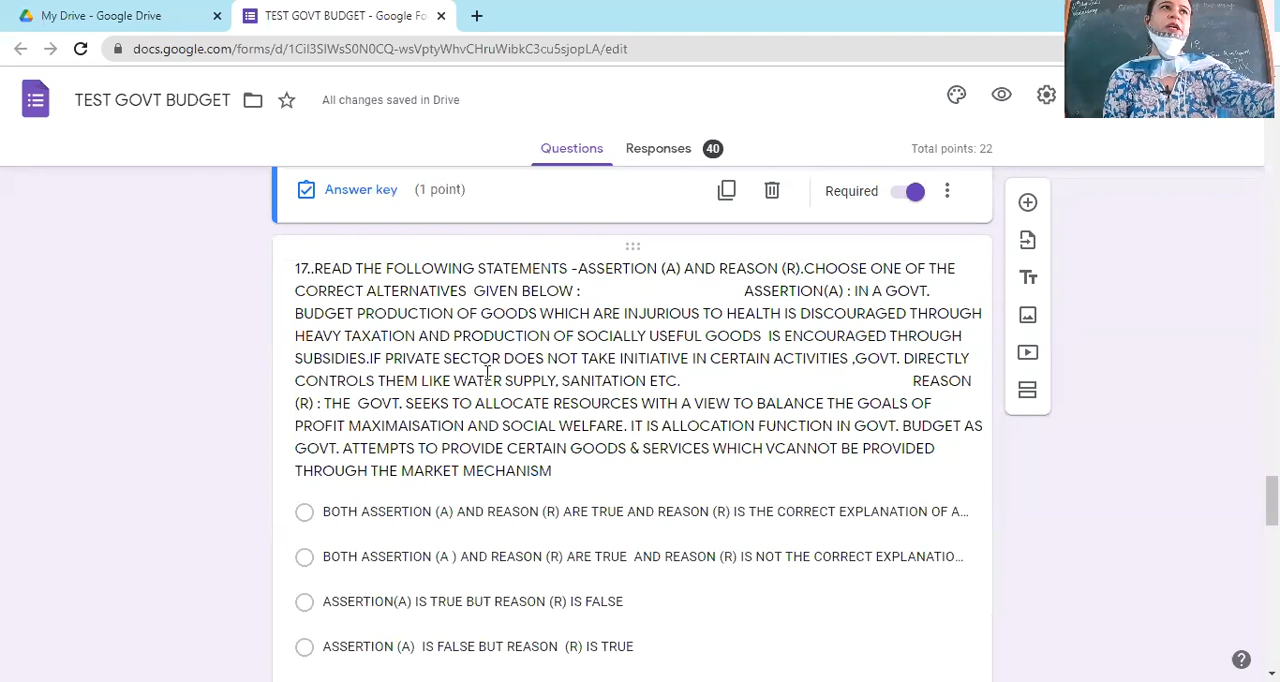 My Drive - Google Drive
TEST GOVT BUDGET - Google Fo
docs.google.com/forms/d/1CiI3SlWsS0N0CQ-wsVptyWhvCHruWibkC3cu5sjopLA/edit
TEST GOVT BUDGET
All changes saved in Drive
Questions
Responses 40
Total points: 22
Answer key (1 point)
Required
17..READ THE FOLLOWING STATEMENTS -ASSERTION (A) AND REASON (R).CHOOSE ONE OF THE
CORRECT ALTERNATIVES GIVEN BELOW : ASSERTION(A) : IN A GOVT.
BUDGET PRODUCTION OF GOODS WHICH ARE INJURIOUS TO HEALTH IS DISCOURAGED THROUGH
HEAVY TAXATION AND PRODUCTION OF SOCIALLY USEFUL GOODS IS ENCOURAGED THROUGH
SUBSIDIES.IF PRIVATE SECTOR DOES NOT TAKE INITIATIVE IN CERTAIN ACTIVITIES ,GOVT. DIRECTLY
CONTROLS THEM LIKE WATER SUPPLY, SANITATION ETC. REASON
(R) : THE GOVT. SEEKS TO ALLOCATE RESOURCES WITH A VIEW TO BALANCE THE GOALS OF
PROFIT MAXIMAISATION AND SOCIAL WELFARE. IT IS ALLOCATION FUNCTION IN GOVT. BUDGET AS
GOVT. ATTEMPTS TO PROVIDE CERTAIN GOODS & SERVICES WHICH VCANNOT BE PROVIDED
THROUGH THE MARKET MECHANISM
BOTH ASSERTION (A) AND REASON (R) ARE TRUE AND REASON (R) IS THE CORRECT EXPLANATION OF A...
BOTH ASSERTION (A ) AND REASON (R) ARE TRUE AND REASON (R) IS NOT THE CORRECT EXPLANATIO...
ASSERTION(A) IS TRUE BUT REASON (R) IS FALSE
ASSERTION (A) IS FALSE BUT REASON (R) IS TRUE